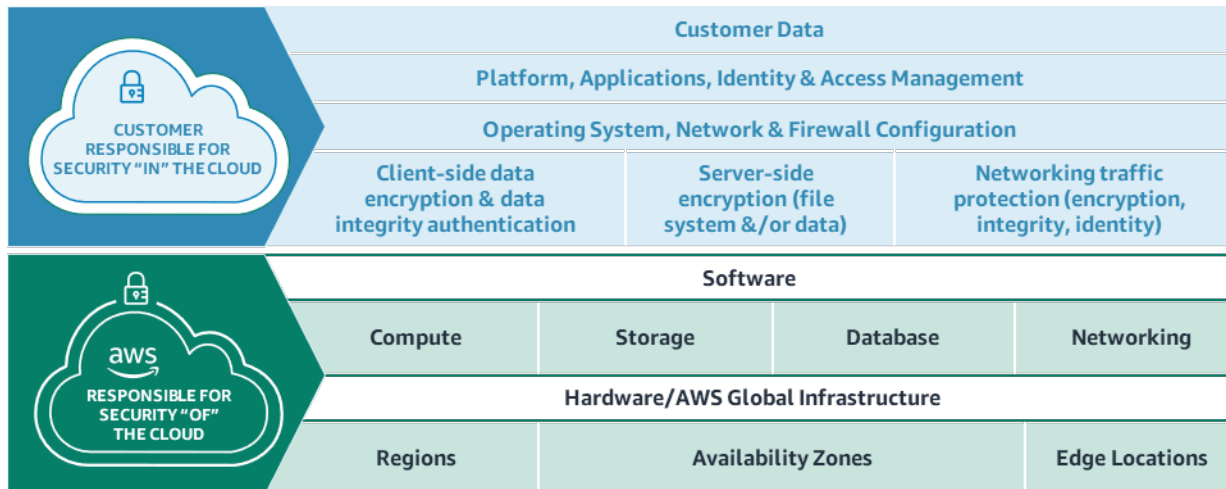 CUSTOMER
RESPONSIBLE FOR
SECURITY “IN” THE CLOUD
Customer Data
Platform, Applications, Identity & Access Management
Operating System, Network & Firewall Configuration
Client-side data
encryption & data
integrity authentication
Server-side
encryption (file
system &/or data)
Networking traffic
protection (encryption,
integrity, identity)
aws
RESPONSIBLE FOR
SECURITY “OF”
THE CLOUD
Software
Compute
Storage
Database
Networking
Hardware/AWS Global Infrastructure
Regions
Availability Zones
Edge Locations